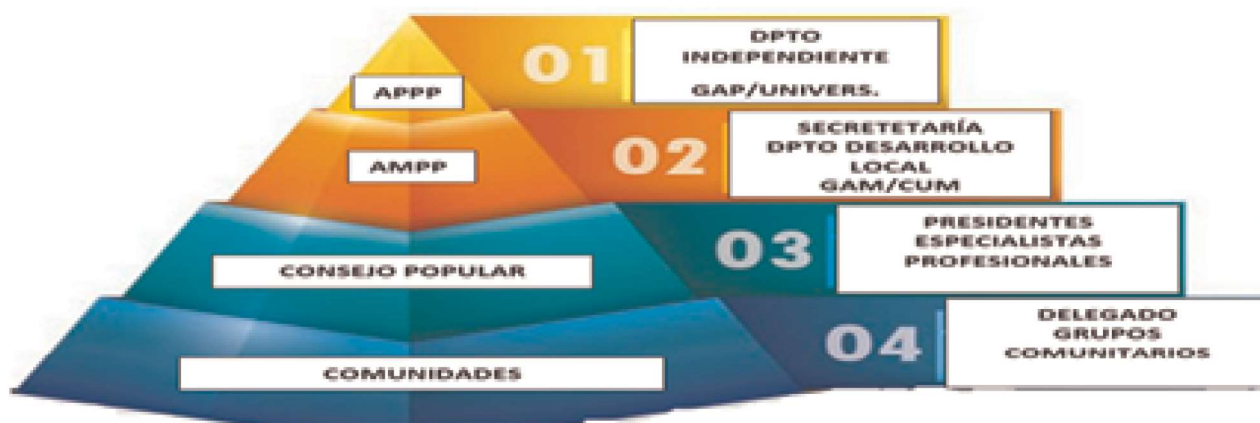 APPP
01
DPTO
INDEPENDIENTE
GAP/UNIVERS.
AMPP
02
SECRETETARÍA
DPTO DESARROLLO
LOCAL
GAM/CUM
CONSEJO POPULAR
03
PRESIDENTES
ESPECIALISTAS
PROFESIONALES
COMUNIDADES
04
DELEGADO
GRUPOS
COMUNITARIOS